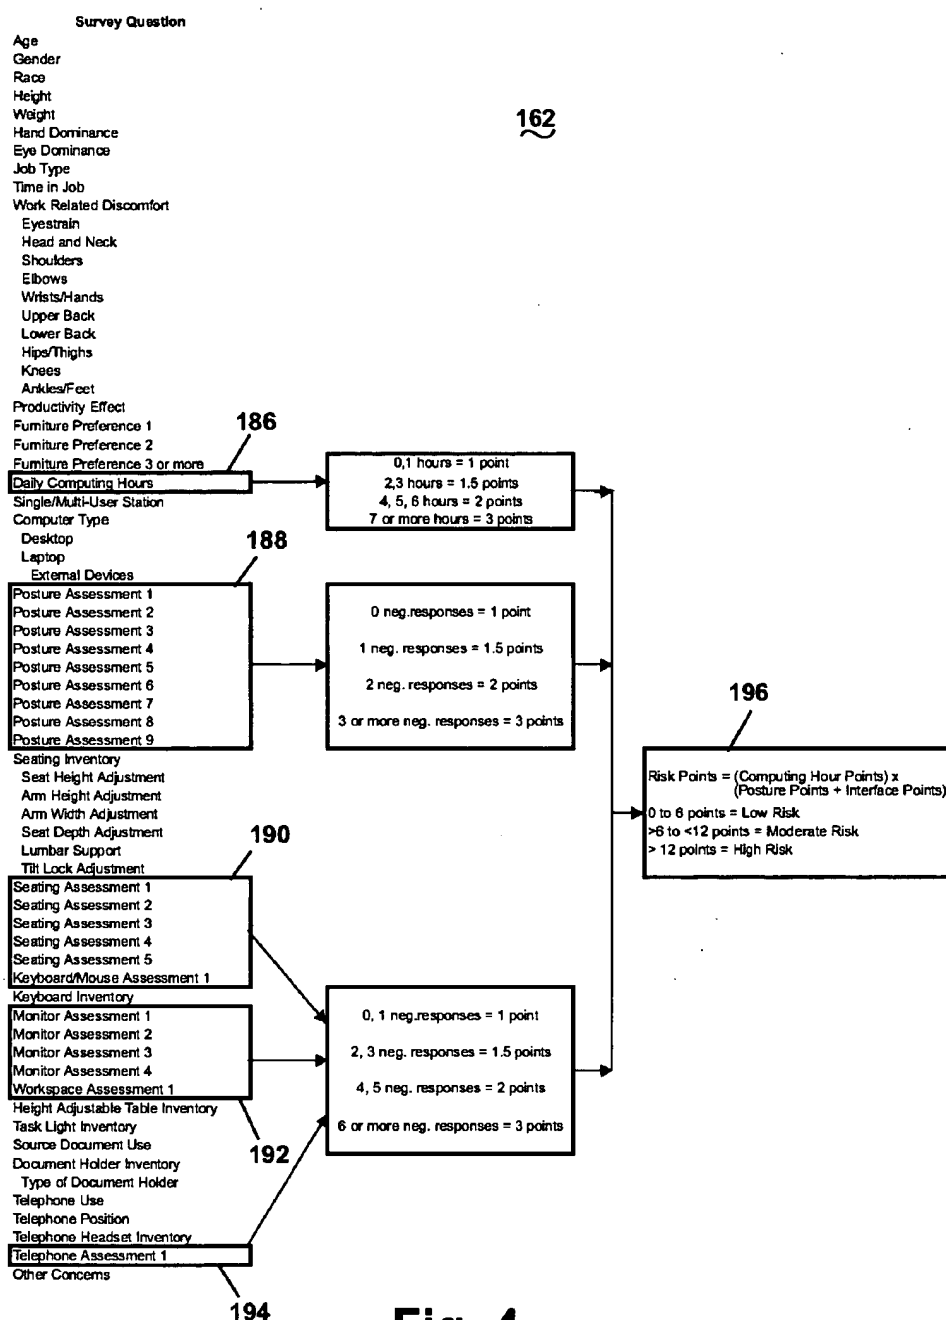 Survey Question
Age
Gender
Race
Height
Weight
162
Hand Dominance
Eye Dominance
Job Type
Time in Job
Work Related Discomfort
Eyestrain
Head and Neck
Shoulders
Elbows
Wrists/Hands
Upper Back
Lower Back
Hips/Thighs
Knees
Ankles/Feet
Productivity Effect
Furniture Preference 1
186
Furniture Preference 2
Furniture Preference 3 or more
Daily Computing Hours
0,1 hours = 1 point
2,3 hours = 1.5 points
4, 5, 6 hours = 2 points
7 or more hours = 3 points
Single/Multi-User Station
Computer Type
Desktop
188
Laptop
External Devices
Posture Assessment 1
Posture Assessment 2
Posture Assessment 3
Posture Assessment 4
Posture Assessment 5
Posture Assessment 6
Posture Assessment 7
Posture Assessment 8
Posture Assessment 9
0 neg.responses = 1 point
1 neg. responses = 1.5 points
2 neg. responses = 2 points
3 or more neg. responses = 3 points
196
Risk Points = (Computing Hour Points) x
(Posture Points + Interface Points)
0 to 6 points = Low Risk
>6 to <12 points = Moderate Risk
> 12 points = High Risk
Seating Inventory
Seat Height Adjustment
Arm Height Adjustment
Arm Width Adjustment
Seat Depth Adjustment
190
Lumbar Support
Tilt Lock Adjustment
Seating Assessment 1
Seating Assessment 2
Seating Assessment 3
Seating Assessment 4
Seating Assessment 5
Keyboard/Mouse Assessment 1
Keyboard Inventory
Monitor Assessment 1
Monitor Assessment 2
Monitor Assessment 3
Monitor Assessment 4
Workspace Assessment 1
0, 1 neg.responses = 1 point
2, 3 neg. responses = 1.5 points
4, 5 neg. responses = 2 points
6 or more neg. responses = 3 points
Height Adjustable Table Inventory
Task Light Inventory
Source Document Use
192
Document Holder Inventory
Type of Document Holder
Telephone Use
Telephone Position
Telephone Headset Inventory
Telephone Assessment 1
Other Concerns
194